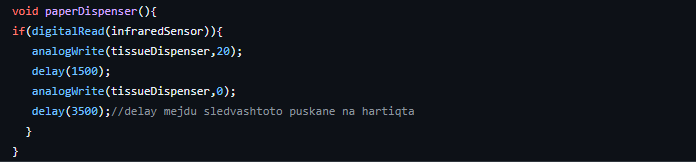 void paperDispenser(){
if(digitalRead(infraredSensor)){
analogWrite(tissueDispenser,20);
delay(1500);
analogWrite(tissueDispenser,0);
delay(3500);//delay mejdu sledvashtoto puskane na hartiqta
}
}